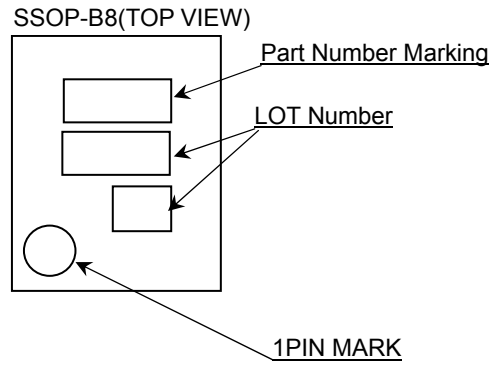 SSOP-B8(TOP VIEW)
Part Number Marking
LOT Number
1PIN MARK